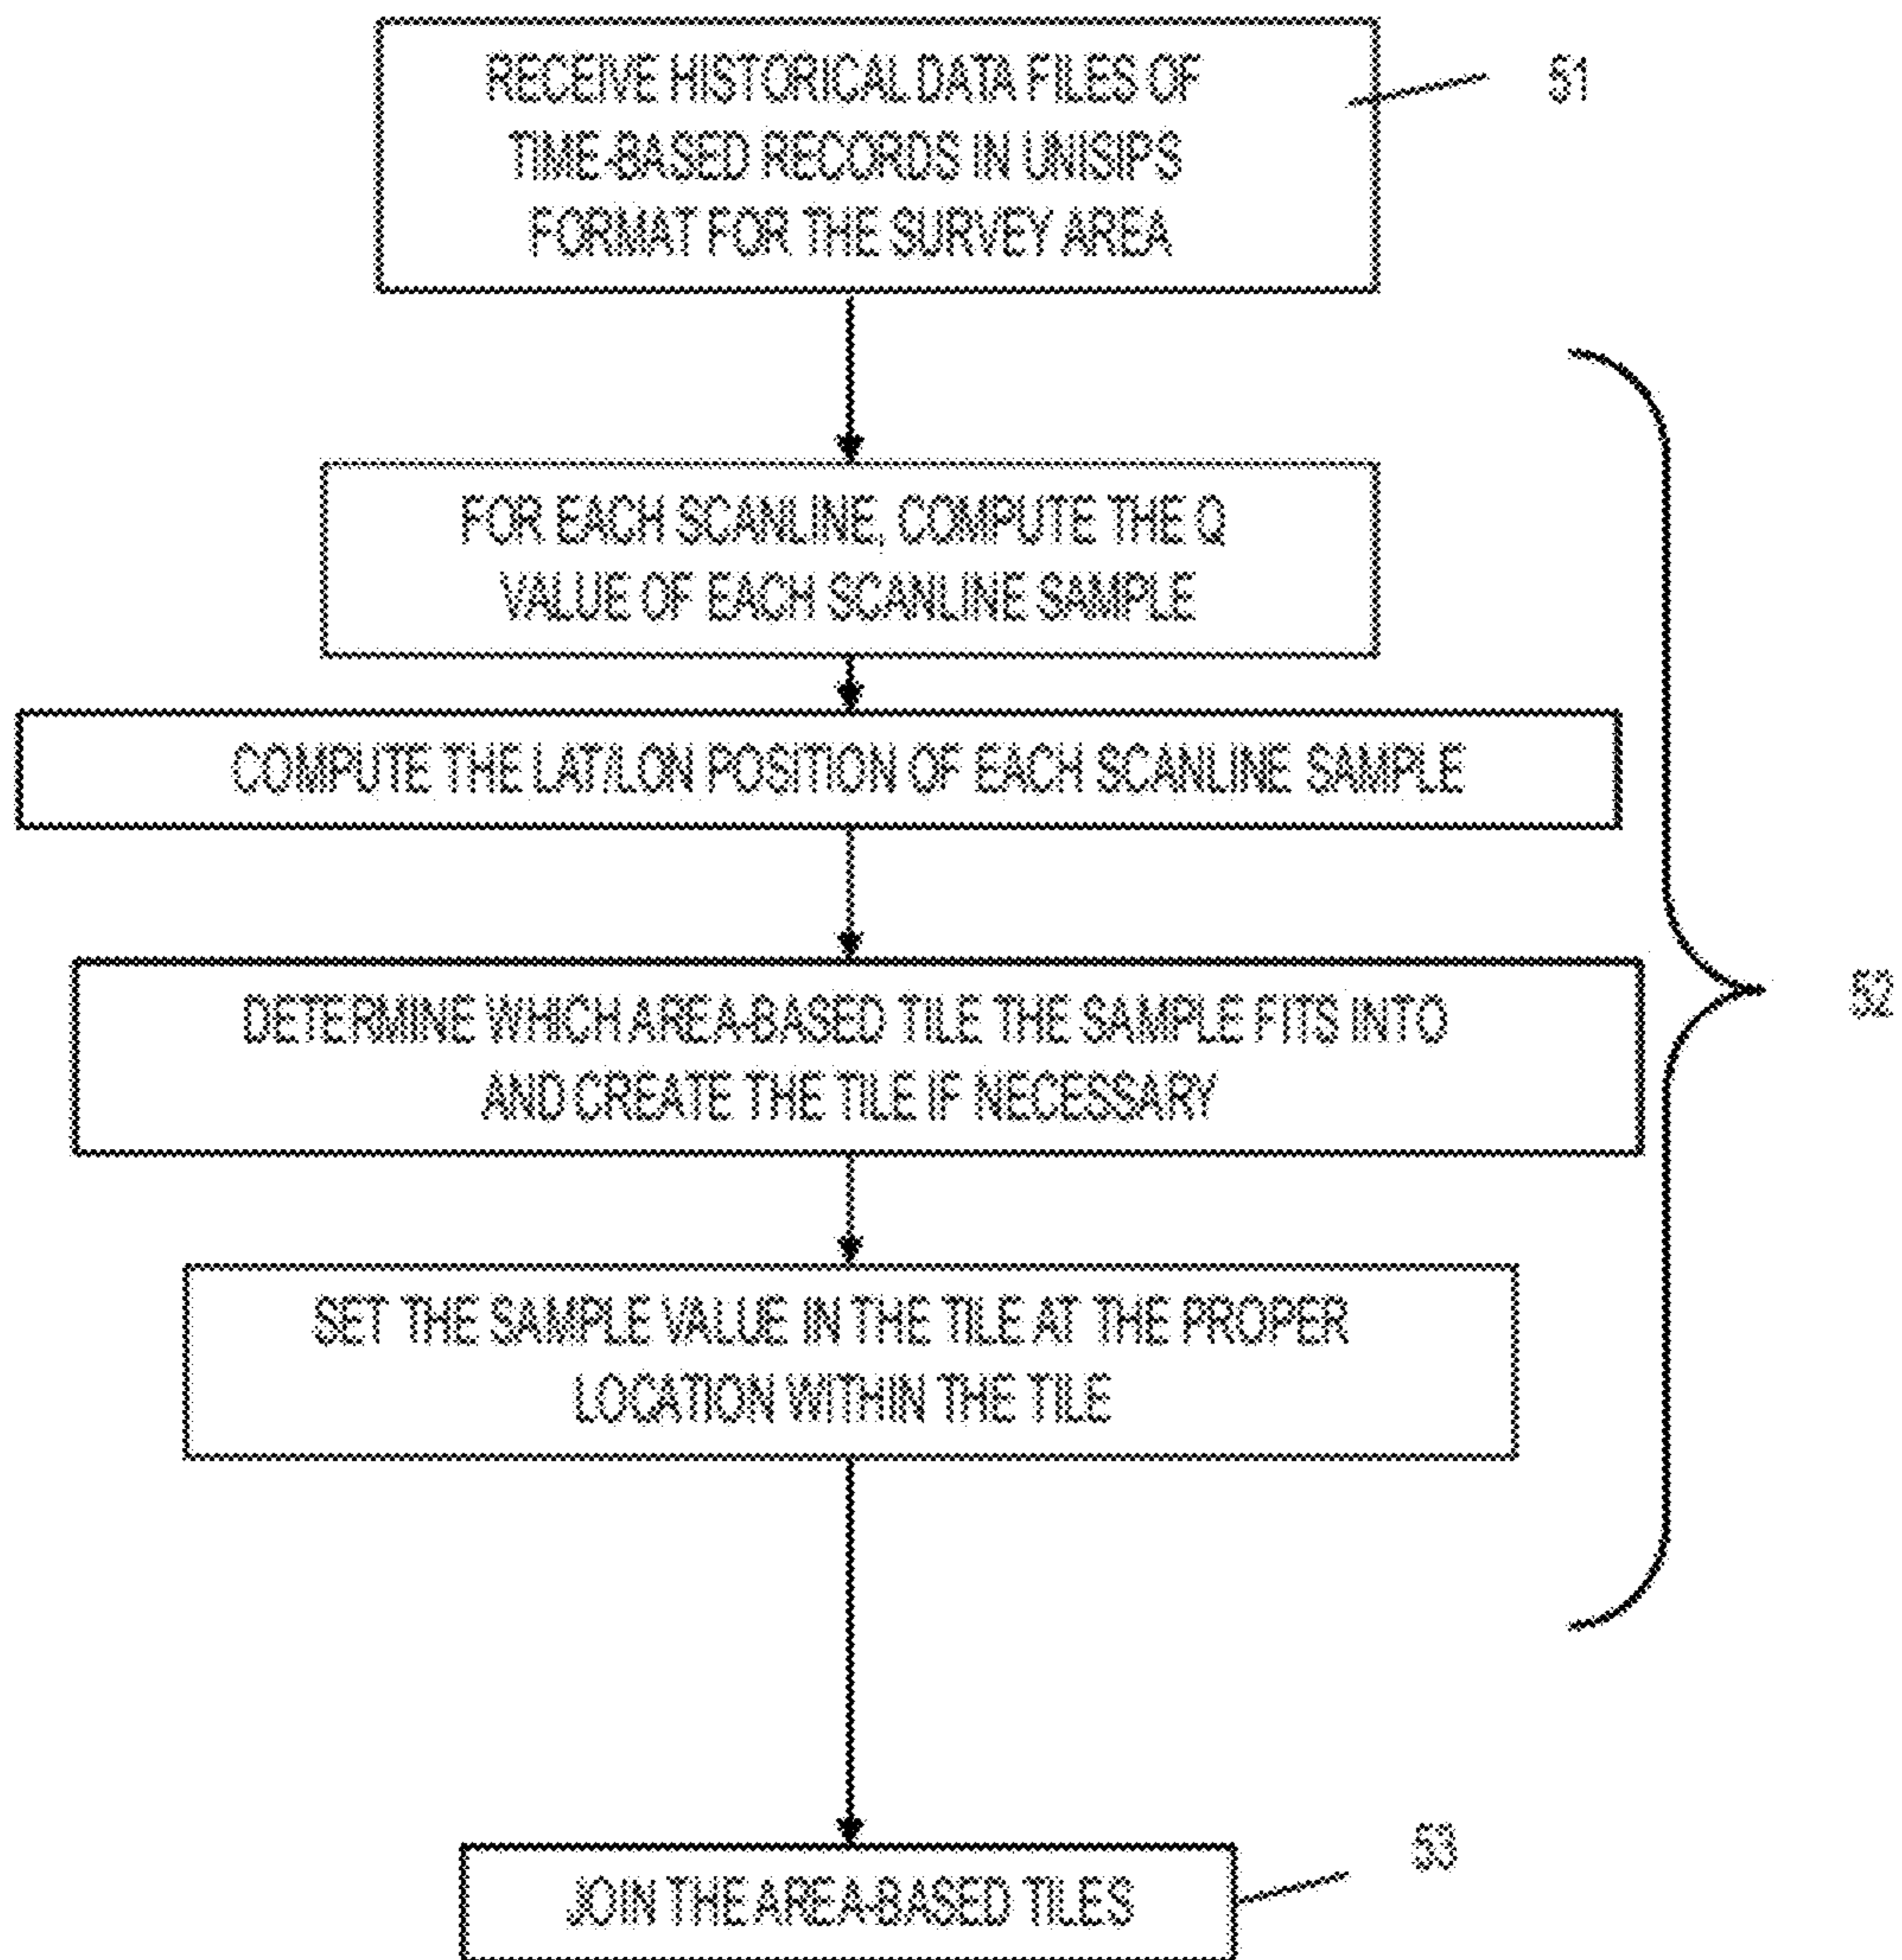 RECEIVE HISTORICAL DATA FILES OF
TIME-BASED RECORDS IN UNISIPS
FORMAT FOR THE SURVEY AREA
51
FOR EACH SCANLINE, COMPUTE THE Q
VALUE OF EACH SCANLINE SAMPLE
COMPUTE THE LAT/LON POSITION OF EACH SCANLINE SAMPLE
DETERMINE WHICH AREA-BASED TILE THE SAMPLE FITS INTO
AND CREATE THE TILE IF NECESSARY
52
SET THE SAMPLE VALUE IN THE TILE AT THE PROPER
LOCATION WITHIN THE TILE
53
JOIN THE AREA-BASED TILES